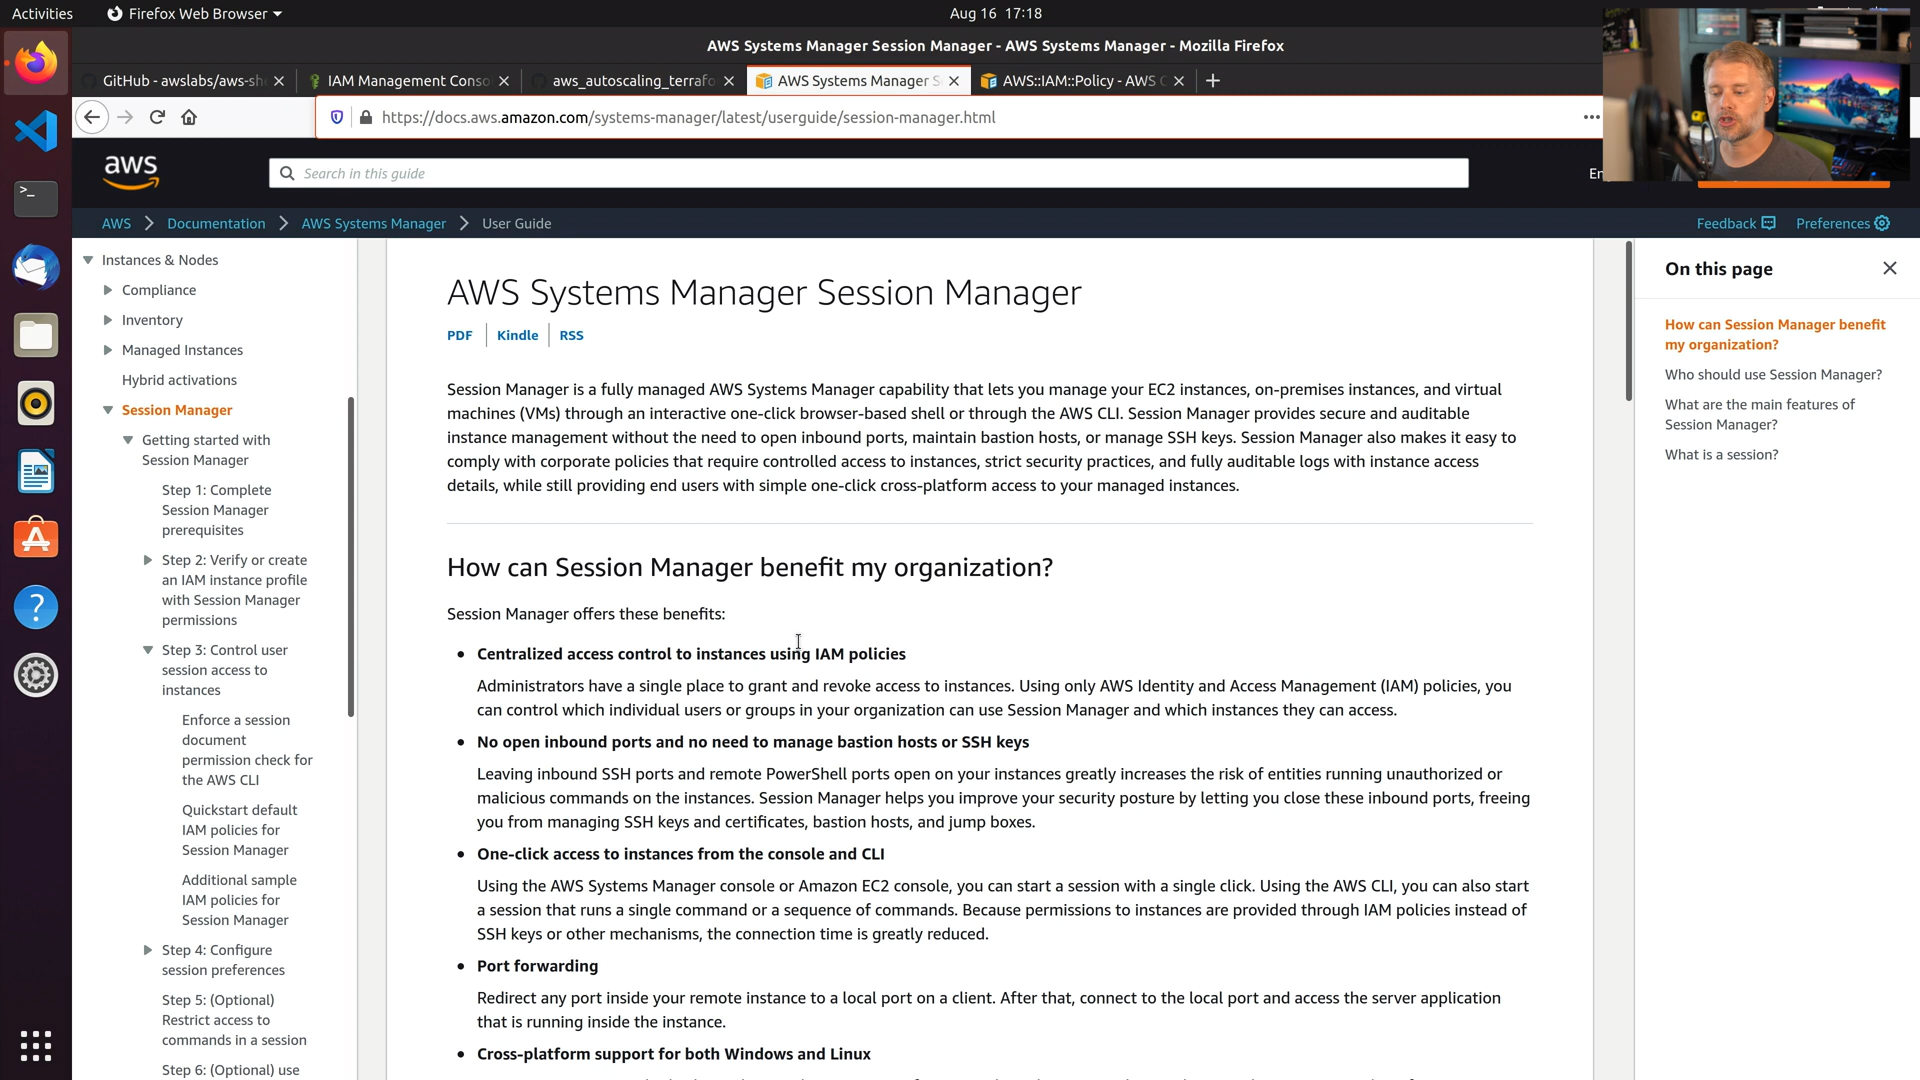 Activities
Firefox Web Browser
Aug 16 17:18
AWS Systems Manager Session Manager - AWS Systems Manager - Mozilla Firefox
GitHub - awslabs/aws-sh
IAM Management Conso
aws_autoscaling_terrafo
AWS Systems Manager S
AWS::IAM::Policy - AWS C
https://docs.aws.amazon.com/systems-manager/latest/userguide/session-manager.html
aws
Search in this guide
En
AWS
Documentation
AWS Systems Manager
User Guide
Feedback
Preferences
Instances & Nodes
Compliance
Inventory
Managed Instances
Hybrid activations
Session Manager
Getting started with
Session Manager
Step 1: Complete
Session Manager
prerequisites
Step 2: Verify or create
an IAM instance profile
with Session Manager
permissions
Step 3: Control user
session access to
instances
Enforce a session
document
permission check for
the AWS CLI
Quickstart default
IAM policies for
Session Manager
Additional sample
IAM policies for
Session Manager
Step 4: Configure
session preferences
Step 5: (Optional)
Restrict access to
commands in a session
Step 6: (Optional) use
AWS Systems Manager Session Manager
PDF
Kindle
RSS
Session Manager is a fully managed AWS Systems Manager capability that lets you manage your EC2 instances, on-premises instances, and virtual
machines (VMs) through an interactive one-click browser-based shell or through the AWS CLI. Session Manager provides secure and auditable
instance management without the need to open inbound ports, maintain bastion hosts, or manage SSH keys. Session Manager also makes it easy to
comply with corporate policies that require controlled access to instances, strict security practices, and fully auditable logs with instance access
details, while still providing end users with simple one-click cross-platform access to your managed instances.
How can Session Manager benefit my organization?
Session Manager offers these benefits:
• Centralized access control to instances using IAM policies
Administrators have a single place to grant and revoke access to instances. Using only AWS Identity and Access Management (IAM) policies, you
can control which individual users or groups in your organization can use Session Manager and which instances they can access.
• No open inbound ports and no need to manage bastion hosts or SSH keys
Leaving inbound SSH ports and remote PowerShell ports open on your instances greatly increases the risk of entities running unauthorized or
malicious commands on the instances. Session Manager helps you improve your security posture by letting you close these inbound ports, freeing
you from managing SSH keys and certificates, bastion hosts, and jump boxes.
• One-click access to instances from the console and CLI
Using the AWS Systems Manager console or Amazon EC2 console, you can start a session with a single click. Using the AWS CLI, you can also start
a session that runs a single command or a sequence of commands. Because permissions to instances are provided through IAM policies instead of
SSH keys or other mechanisms, the connection time is greatly reduced.
• Port forwarding
Redirect any port inside your remote instance to a local port on a client. After that, connect to the local port and access the server application
that is running inside the instance.
• Cross-platform support for both Windows and Linux
On this page
How can Session Manager benefit
my organization?
Who should use Session Manager?
What are the main features of
Session Manager?
What is a session?